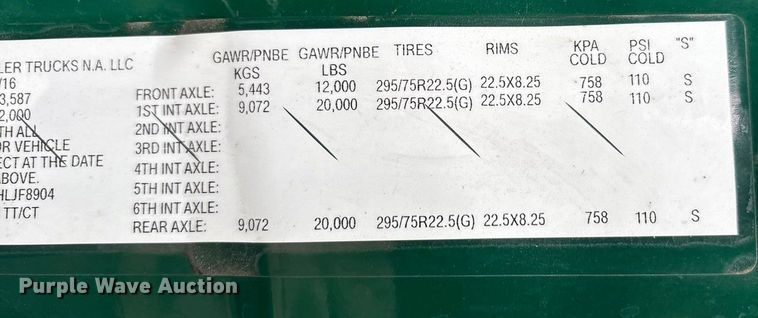 LER TRUCKS N.A. LLC
/16
3,587
2,000
TH ALL
OR VEHICLE
ECT AT THE DATE
ABOVE.
HLJF8904
TT/CT
GAWR/PNBE GAWR/PNBE TIRES RIMS KPA PSI "S"
KGS LBS COLD COLD
FRONT AXLE: 5,443 12,000 295/75R22.5(G) 22.5X8.25 758 110 S
1ST INT AXLE: 9,072 20,000 295/75R22.5(G) 22.5X8.25 758 110 S
2ND INT AXLE:
3RD INT AXLE:
4TH INT AXLE:
5TH INT AXLE:
6TH INT AXLE:
REAR AXLE: 9,072 20,000 295/75R22.5(G) 22.5X8.25 758 110 S
Purple Wave Auction